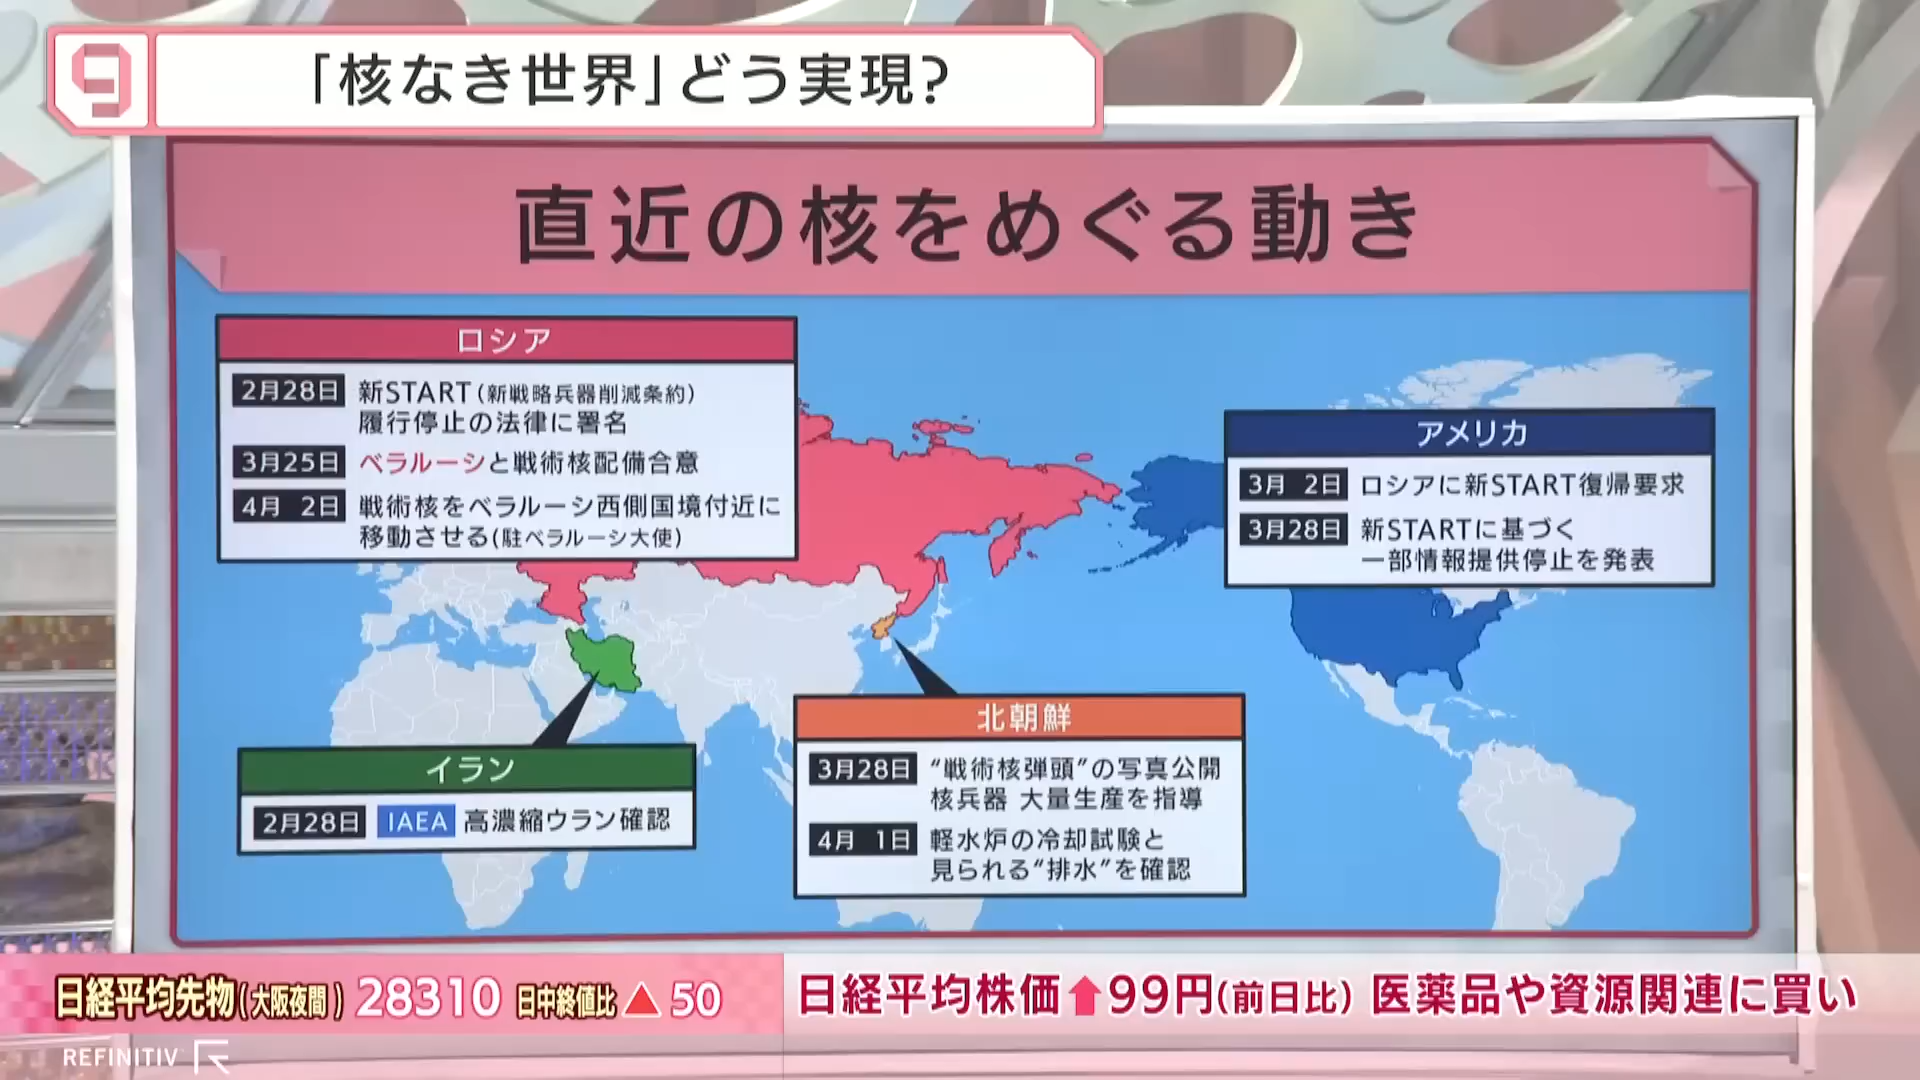 9
「核なき世界」どう実現?
直近の核をめぐる動き
ロシア
2月28日 新START(新戦略兵器削減条約)
履行停止の法律に署名
3月25日 ベラルーシと戦術核配備合意
4月 2日 戦術核をベラルーシ西側国境付近に
移動させる(駐ベラルーシ大使)
アメリカ
3月 2日 ロシアに新START復帰要求
3月28日 新STARTに基づく
一部情報提供停止を発表
イラン
2月28日 IAEA 高濃縮ウラン確認
北朝鮮
3月28日 “戦術核弾頭”の写真公開
核兵器 大量生産を指導
4月 1日 軽水炉の冷却試験と
見られる“排水”を確認
日経平均先物(大阪夜間) 28310 日中終値比▲50
日経平均株価⬆99円(前日比) 医薬品や資源関連に買い
REFINITIV